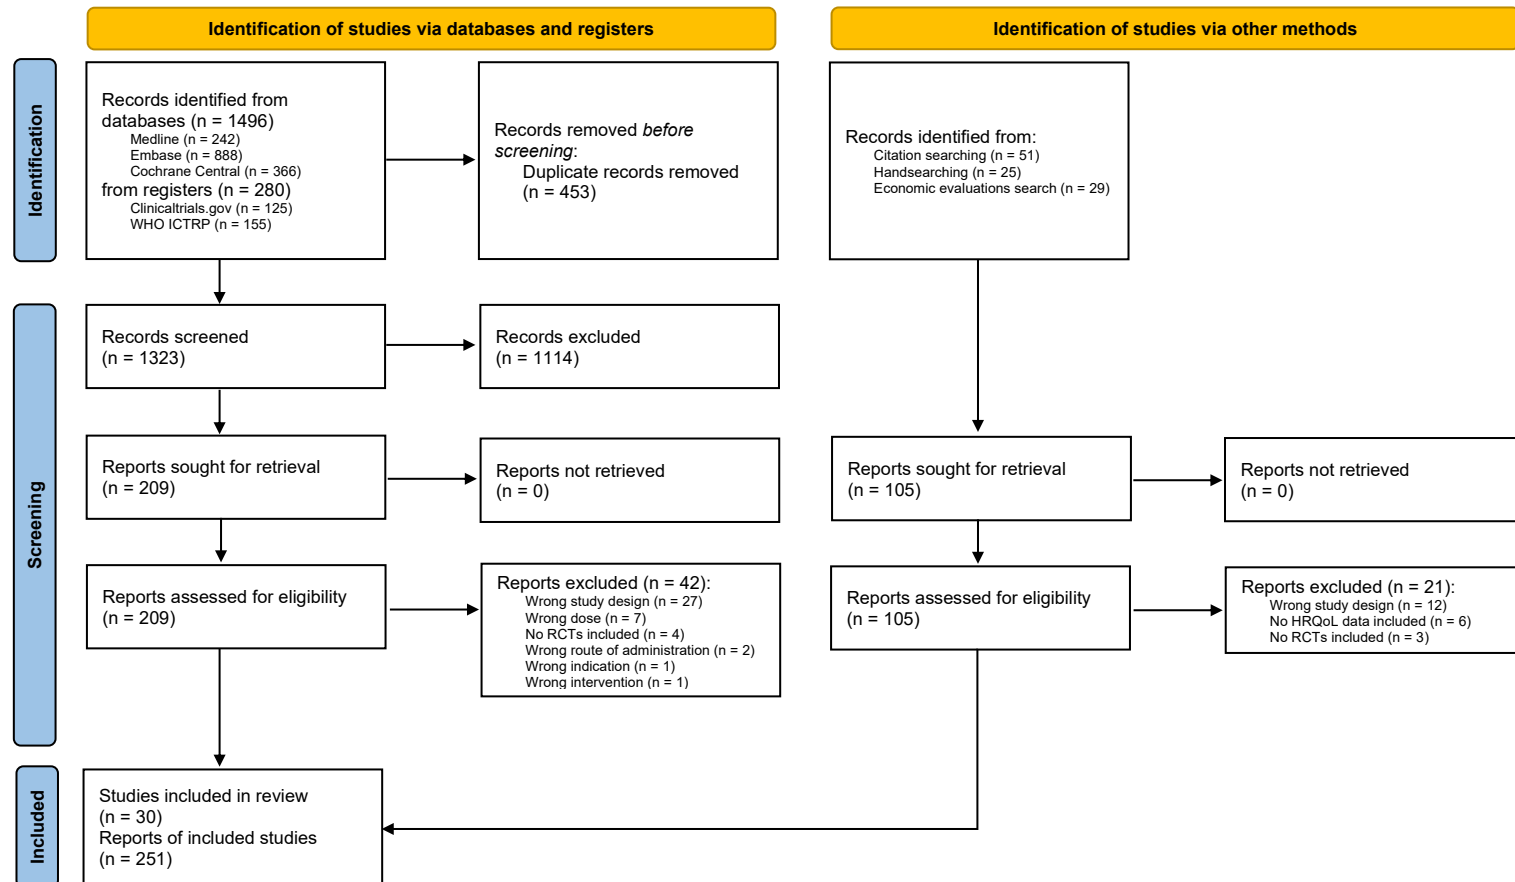 Identification of studies via databases and registers
Identification of studies via other methods
Identification
Records identified from
databases (n = 1496)
Medline (n = 242)
Embase (n = 888)
Cochrane Central (n = 366)
from registers (n = 280)
Clinicaltrials.gov (n = 125)
WHO ICTRP (n = 155)
Records removed before
screening:
Duplicate records removed
(n = 453)
Records identified from:
Citation searching (n = 51)
Handsearching (n = 25)
Economic evaluations search (n = 29)
Screening
Records screened
(n = 1323)
Records excluded
(n = 1114)
Reports sought for retrieval
(n = 209)
Reports not retrieved
(n = 0)
Reports sought for retrieval
(n = 105)
Reports not retrieved
(n = 0)
Reports assessed for eligibility
(n = 209)
Reports excluded (n = 42):
Wrong study design (n = 27)
Wrong dose (n = 7)
No RCTs included (n = 4)
Wrong route of administration (n = 2)
Wrong indication (n = 1)
Wrong intervention (n = 1)
Reports assessed for eligibility
(n = 105)
Reports excluded (n = 21):
Wrong study design (n = 12)
No HRQoL data included (n = 6)
No RCTs included (n = 3)
Included
Studies included in review
(n = 30)
Reports of included studies
(n = 251)